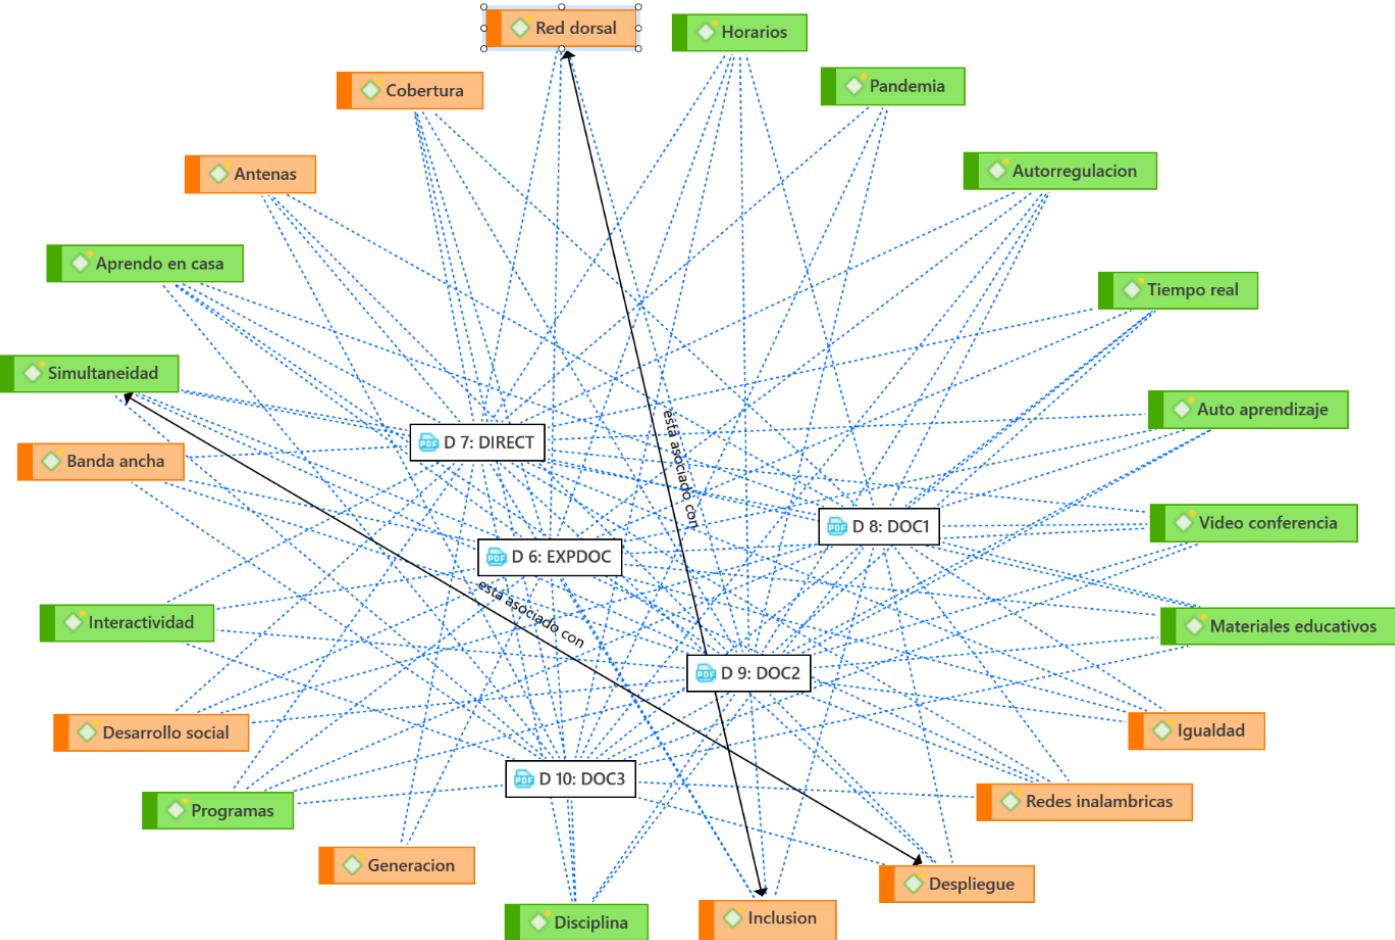 Red dorsal
Horarios
Cobertura
Pandemia
Antenas
Autorregulacion
Aprendo en casa
Tiempo real
Simultaneidad
Auto aprendizaje
D 7: DIRECT
Banda ancha
está asociado con
Video conferencia
D 8: DOC1
D 6: EXPDOC
está asociado con
Interactividad
Materiales educativos
D 9: DOC2
Desarrollo social
Igualdad
D 10: DOC3
Redes inalambricas
Programas
Generacion
Despliegue
Inclusion
Disciplina